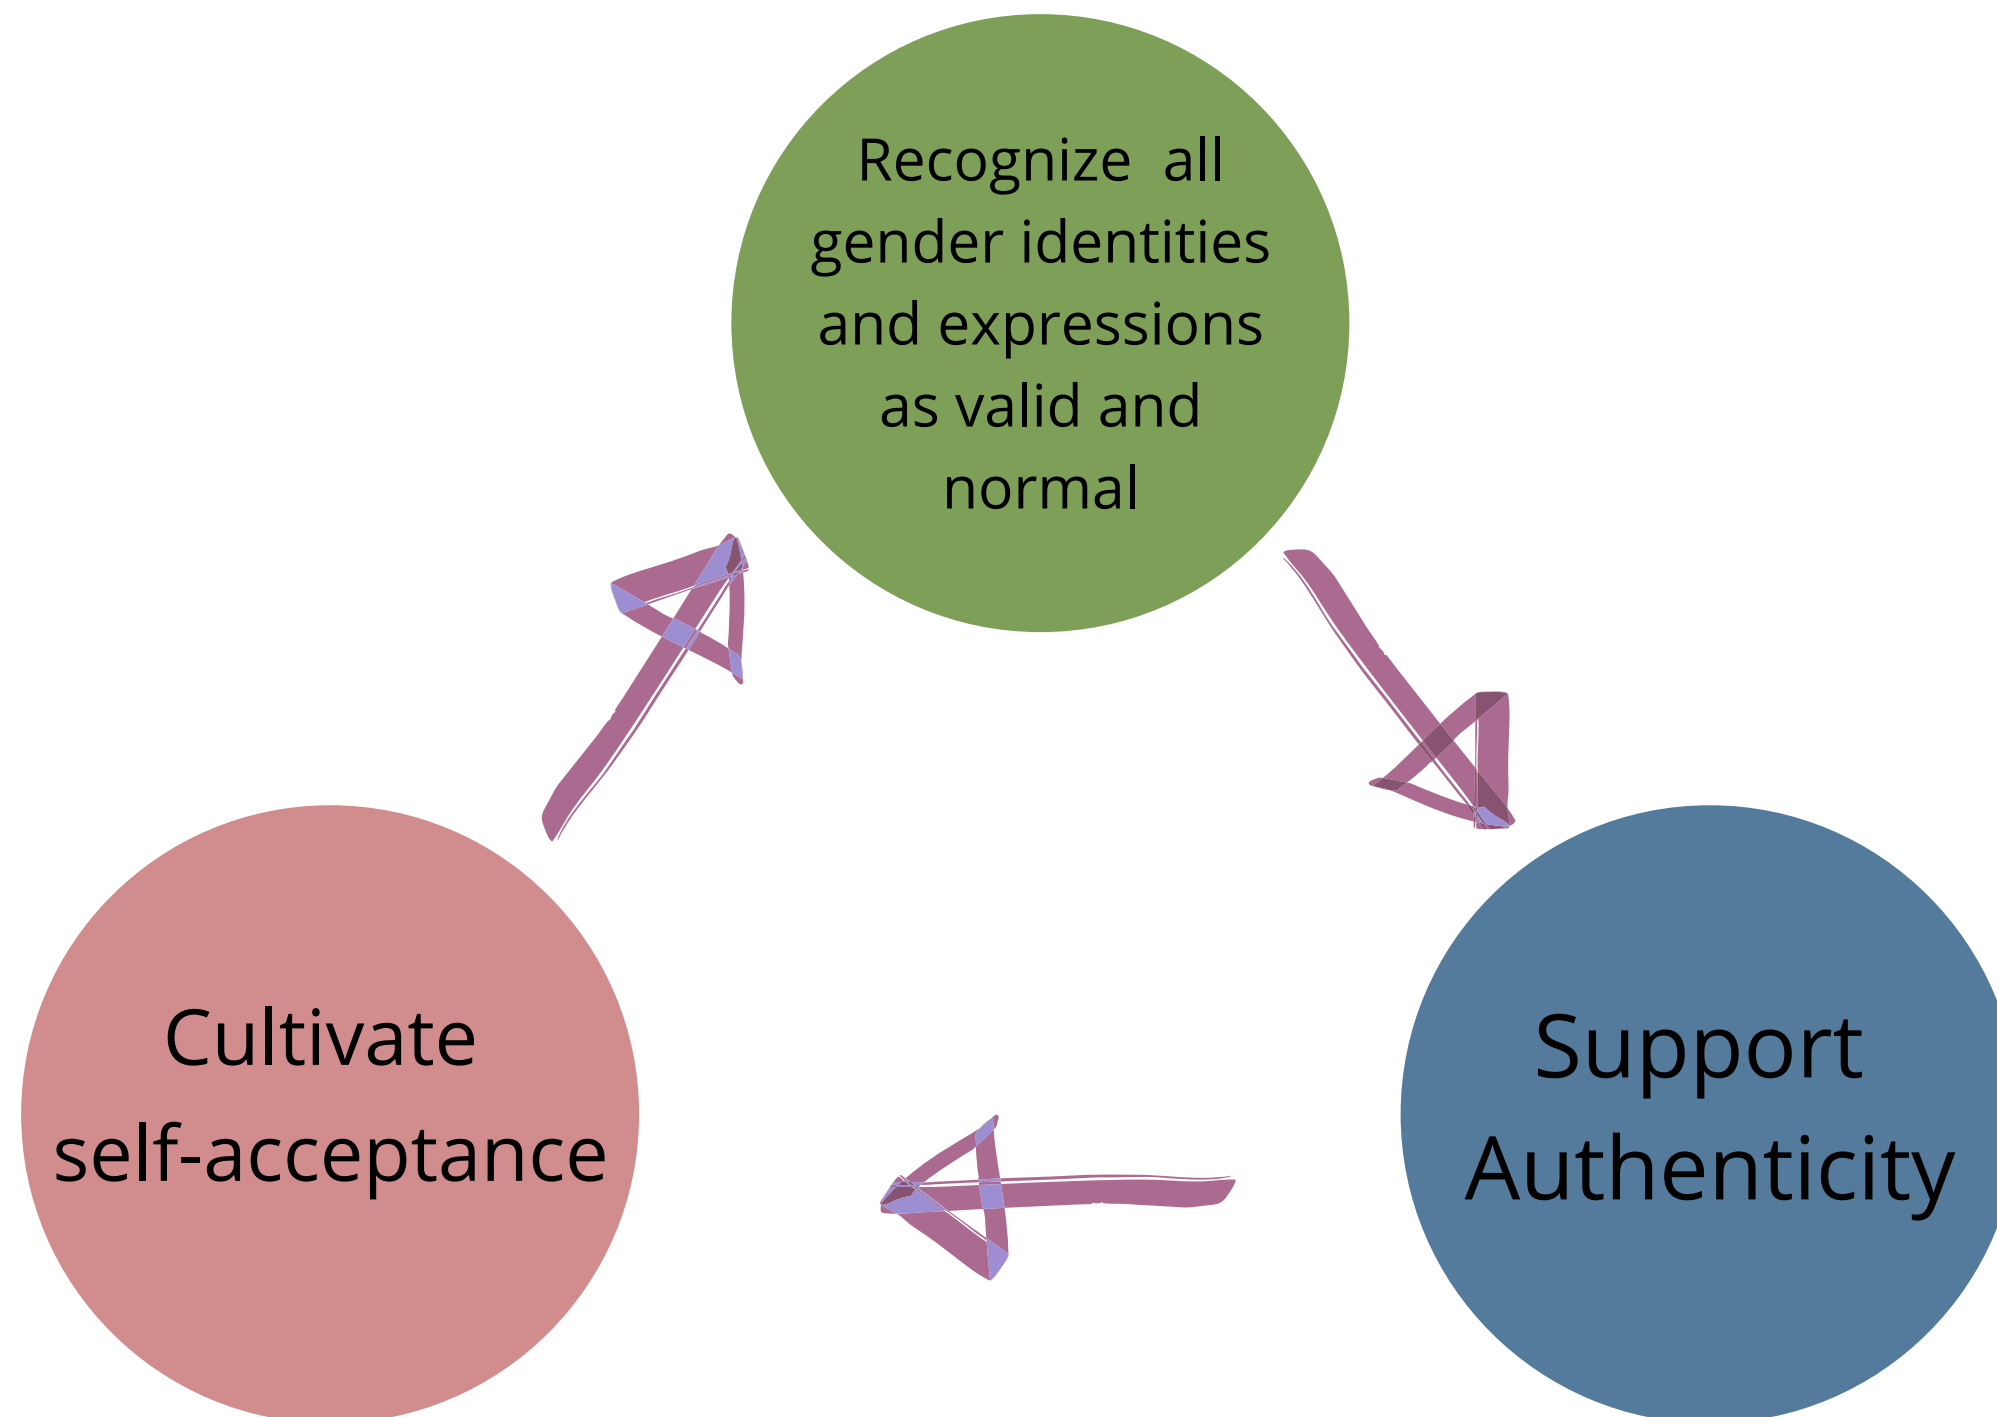 Recognize  all
gender identities
and expressions
as valid and
normal
Cultivate
self-acceptance
Support
Authenticity